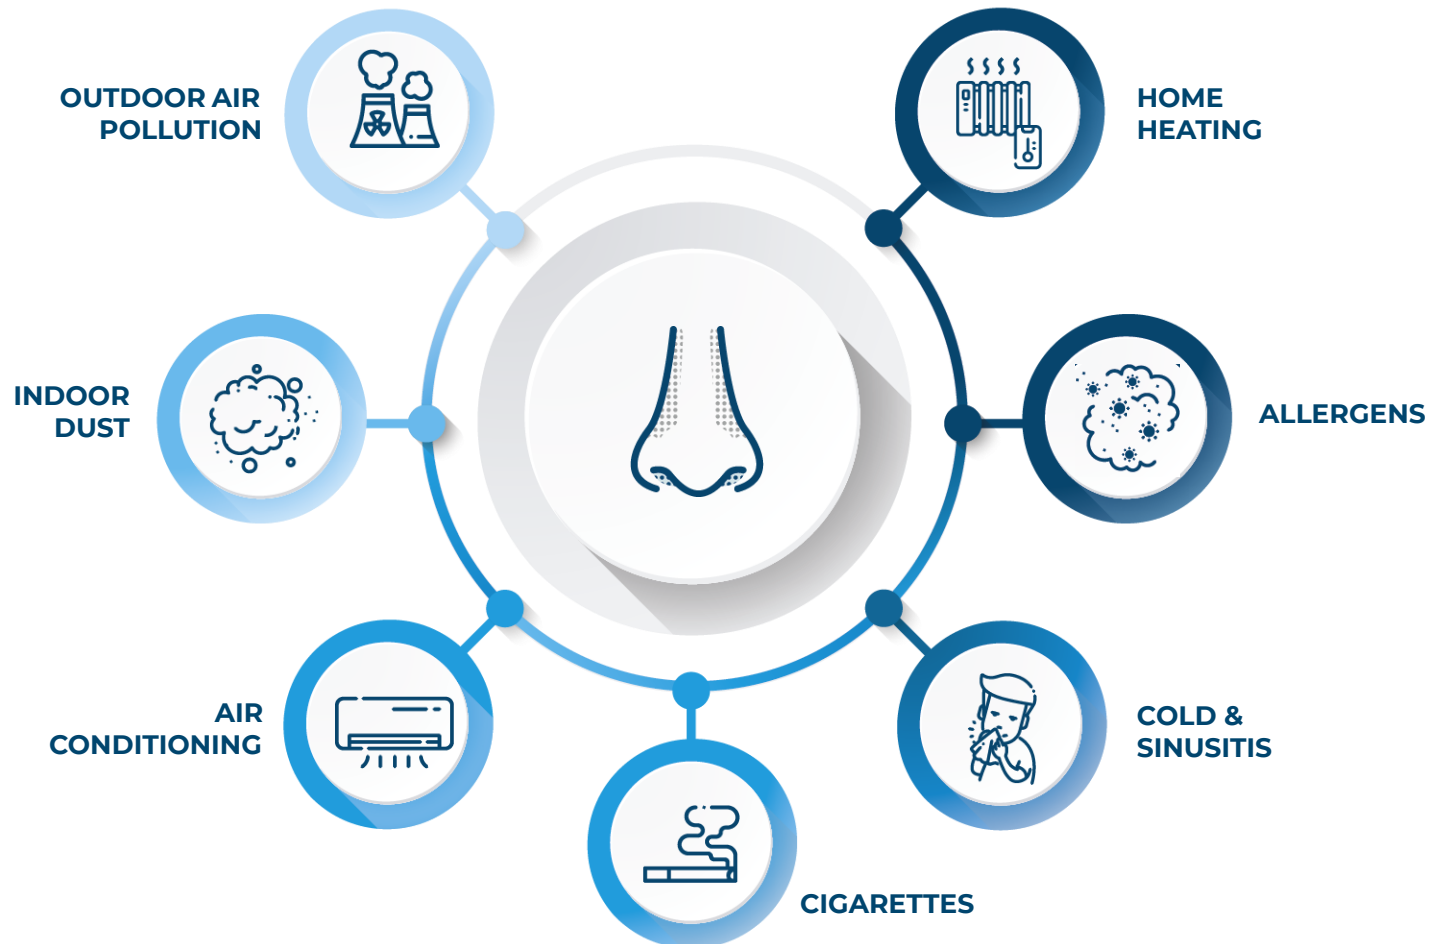 OUTDOOR AIR
POLLUTION
HOME
HEATING
INDOOR
DUST
ALLERGENS
AIR
CONDITIONING
COLD &
SINUSITIS
CIGARETTES